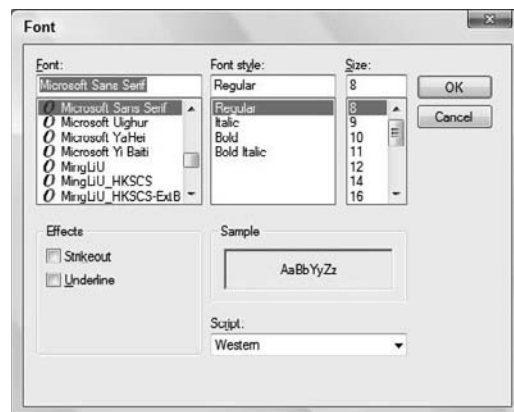 Font
Font:
Microsoft Sans Serif
Microsoft Sans Serif
Microsoft Uighur
Microsoft YaHei
Microsoft Yi Baiti
MingLiU
MingLiU_HKSCS
MingLiU_HKSCS-ExtB
Font style:
Regular
Regular
Italic
Bold
Bold Italic
Size:
8
8
9
10
11
12
14
16
OK
Cancel
Effects
Strikeout
Underline
Sample
AaBbYyZz
Script:
Western